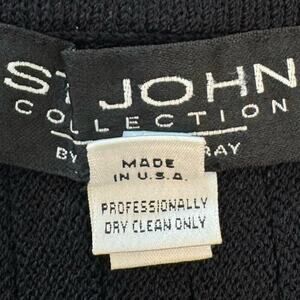 ST. JOHN
COLLECTION
BY
MADE
IN U.S.A.
PROFESSIONALLY
DRY CLEAN ONLY